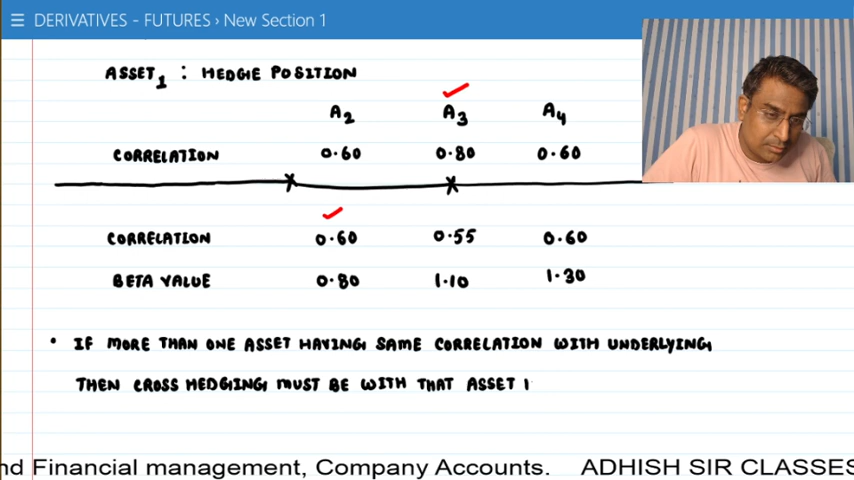 DERIVATIVES - FUTURES › New Section 1
ASSET1 : HEDGE POSITION
A2 A3 A4
CORRELATION 0.60 0.80 0.60
CORRELATION 0.60 0.55 0.60
BETA VALUE 0.80 1.10 1.30
• IF MORE THAN ONE ASSET HAVING SAME CORRELATION WITH UNDERLYING
THEN CROSS HEDGING MUST BE WITH THAT ASSET
nd Financial management, Company Accounts. ADHISH SIR CLASSES